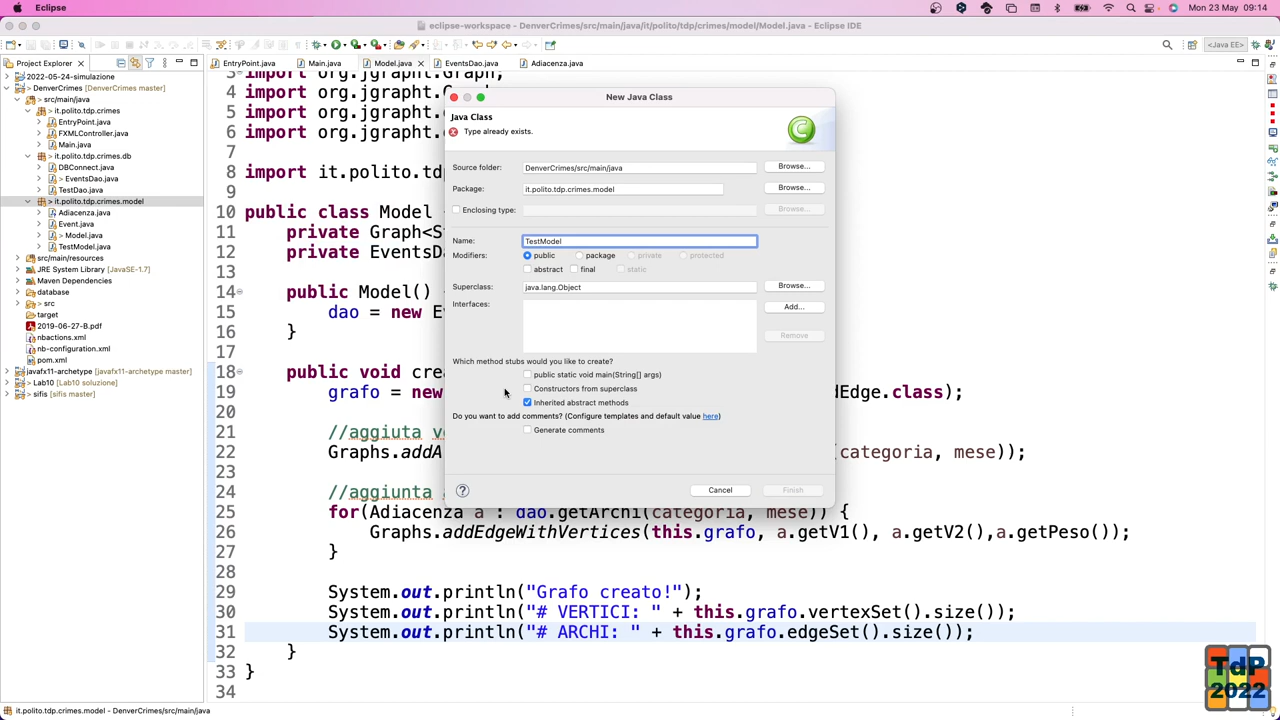 Eclipse
Mon 23 May 09:14
eclipse-workspace - DenverCrimes/src/main/java/it/polito/tdp/crimes/model/Model.java - Eclipse IDE
<Java EE>
Project Explorer
EntryPoint.java
Main.java
Model.java
EventsDao.java
Adiacenza.java
2022-05-24-simulazione
DenverCrimes [DenverCrimes master]
src/main/java
it.polito.tdp.crimes
EntryPoint.java
FXMLController.java
Main.java
it.polito.tdp.crimes.db
DBConnect.java
> EventsDao.java
TestDao.java
> it.polito.tdp.crimes.model
Adiacenza.java
Event.java
> Model.java
TestModel.java
src/main/resources
JRE System Library [JavaSE-1.7]
Maven Dependencies
database
> src
target
2019-06-27-B.pdf
nbactions.xml
nb-configuration.xml
pom.xml
javafx11-archetype [javafx11-archetype master]
Lab10 [Lab10 soluzione]
sifis [sifis master]
3 import org.jgrapht.Graph;
4 import org.jgrapht.G
5 import org.jgrapht.
6 import org.jgrapht.
7
8 import it.polito.td
9
10 public class Model
11 private Graph<S
12 private EventsD
13
14 public Model()
15 dao = new E
16 }
17
18 public void cre
19 grafo = new dEdge.class);
20
21 //aggiuta v
22 Graphs.addA (categoria, mese));
23
24 //aggiunta
25 for(Adiacenza a : dao.getArchi(categoria, mese)) {
26 Graphs.addEdgeWithVertices(this.grafo, a.getV1(), a.getV2(),a.getPeso());
27 }
28
29 System.out.println("Grafo creato!");
30 System.out.println("# VERTICI: " + this.grafo.vertexSet().size());
31 System.out.println("# ARCHI: " + this.grafo.edgeSet().size());
32 }
33 }
34
New Java Class
Java Class
Type already exists.
Source folder: DenverCrimes/src/main/java Browse...
Package: it.polito.tdp.crimes.model Browse...
Enclosing type: Browse...
Name: TestModel
Modifiers: public package private protected
abstract final static
Superclass: java.lang.Object Browse...
Interfaces: Add...
Remove
Which method stubs would you like to create?
public static void main(String[] args)
Constructors from superclass
Inherited abstract methods
Do you want to add comments? (Configure templates and default value here)
Generate comments
Cancel Finish
it.polito.tdp.crimes.model - DenverCrimes/src/main/java
TdP
2022